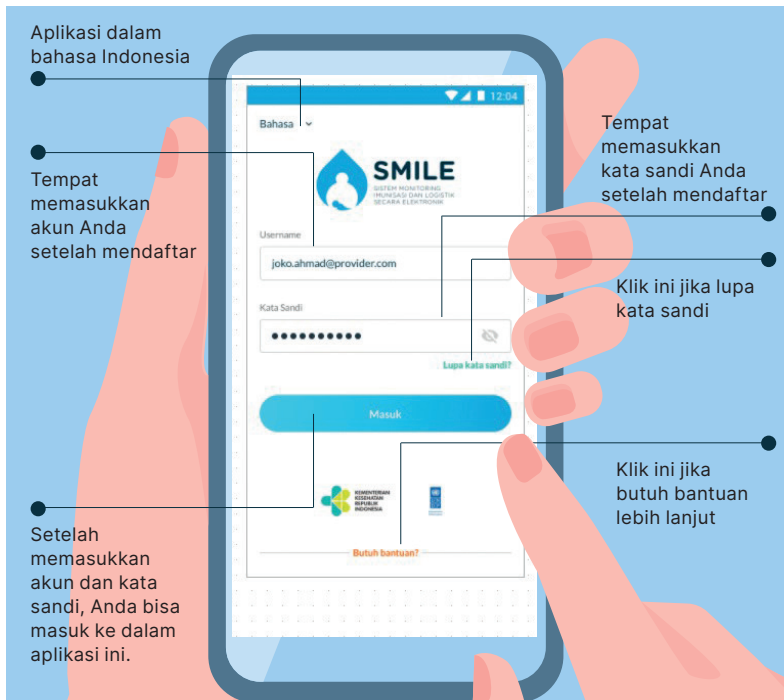 Aplikasi dalam
bahasa Indonesia
Tempat
memasukkan
akun Anda
setelah mendaftar
Setelah
memasukkan
akun dan kata
sandi, Anda bisa
masuk ke dalam
aplikasi ini.
12:04
Bahasa
SMILE
SISTEM MONITORING
IMUNISASI DAN LOGISTIK
SECARA ELEKTRONIK
Username
joko.ahmad@provider.com
Kata Sandi
Lupa kata sandi?
Masuk
KEMENTERIAN
KESEHATAN
REPUBLIK
INDONESIA
Butuh bantuan?
Tempat
memasukkan
kata sandi Anda
setelah mendaftar
Klik ini jika lupa
kata sandi
Klik ini jika
butuh bantuan
lebih lanjut